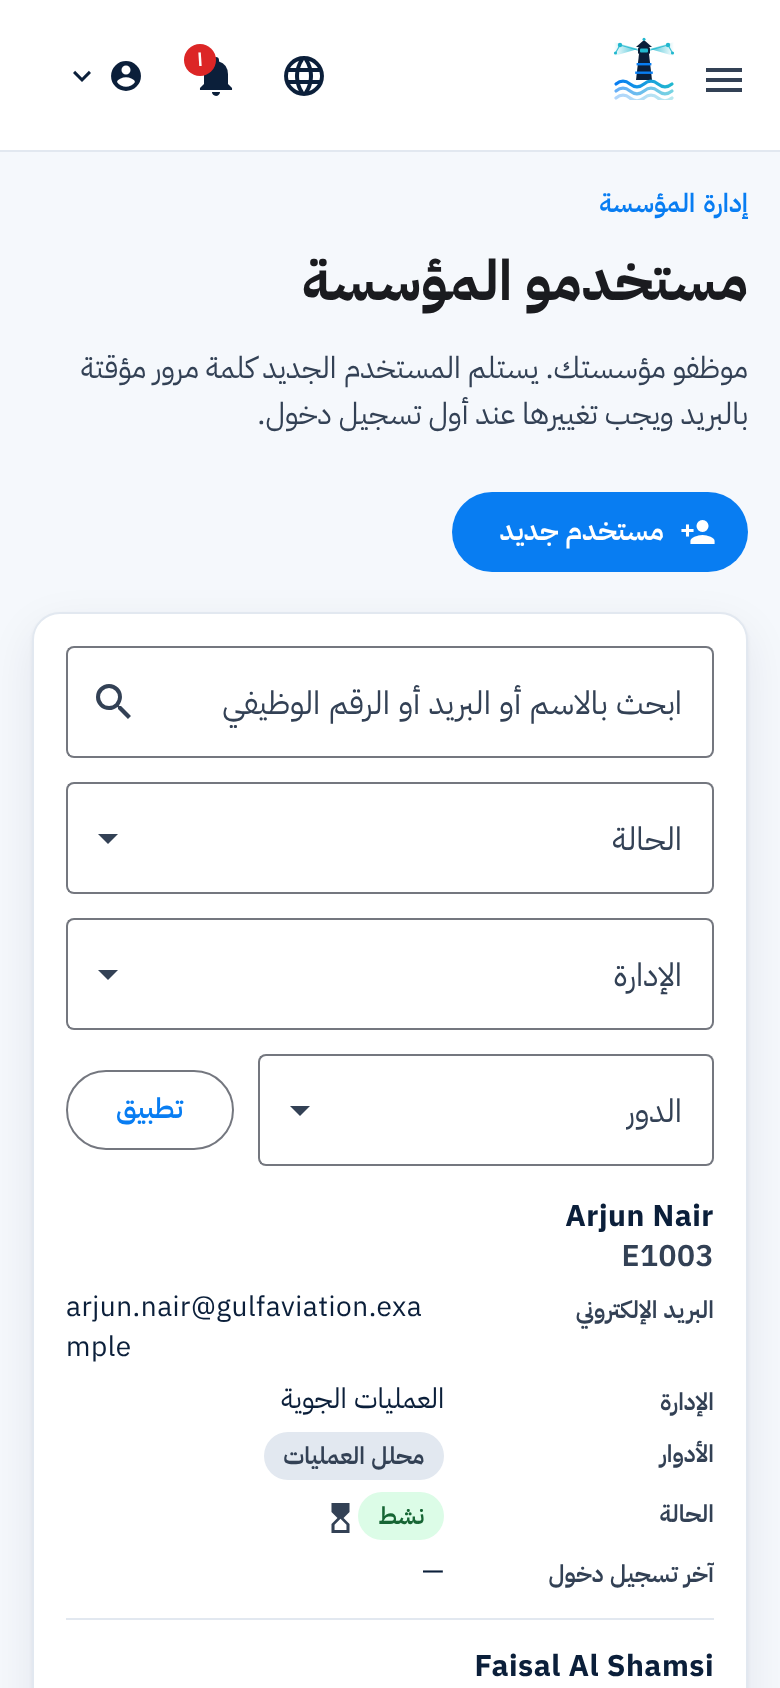 ١
إدارة المؤسسة
مستخدمو المؤسسة
موظفو مؤسستك. يستلم المستخدم الجديد كلمة مرور مؤقتة
بالبريد ويجب تغييرها عند أول تسجيل دخول.
مستخدم جديد
ابحث بالاسم أو البريد أو الرقم الوظيفي
الحالة
الإدارة
الدور
تطبيق
Arjun Nair
E1003
البريد الإلكتروني
arjun.nair@gulfaviation.exa
mple
الإدارة
العمليات الجوية
الأدوار
محلل العمليات
الحالة
نشط
آخر تسجيل دخول
—
Faisal Al Shamsi